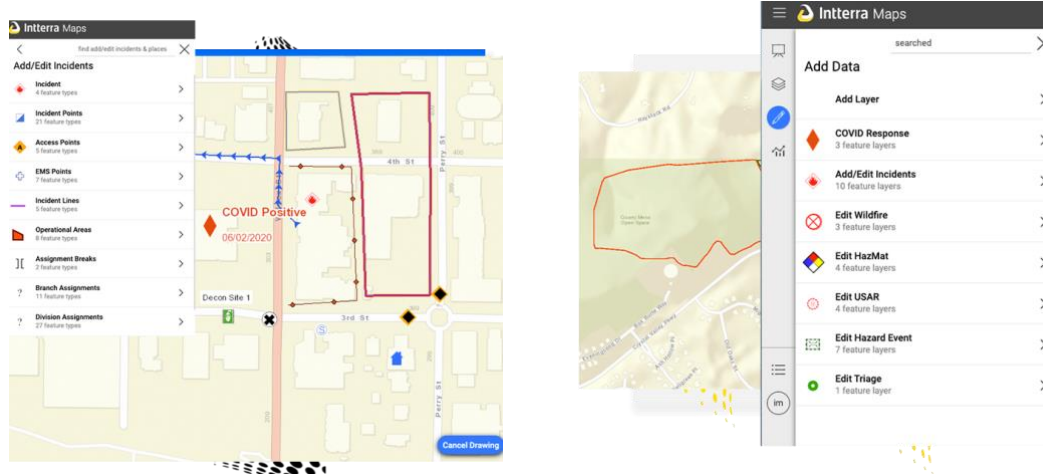 Intterra Maps
find add/edit incidents & places
Add/Edit Incidents
Incident
4 feature types
Incident Points
21 feature types
Access Points
5 feature types
EMS Points
7 feature types
Incident Lines
5 feature types
Operational Areas
8 feature types
Assignment Breaks
2 feature types
Branch Assignments
11 feature types
Division Assignments
27 feature types
4th St
Perry St
COVID Positive
06/02/2020
Decon Site 1
3rd St
Perry St
Cancel Drawing
Intterra Maps
searched
Add Data
Add Layer
COVID Response
3 feature layers
Add/Edit Incidents
10 feature layers
Edit Wildfire
3 feature layers
Edit HazMat
4 feature layers
Edit USAR
4 feature layers
Edit Hazard Event
7 feature layers
Edit Triage
1 feature layer
im